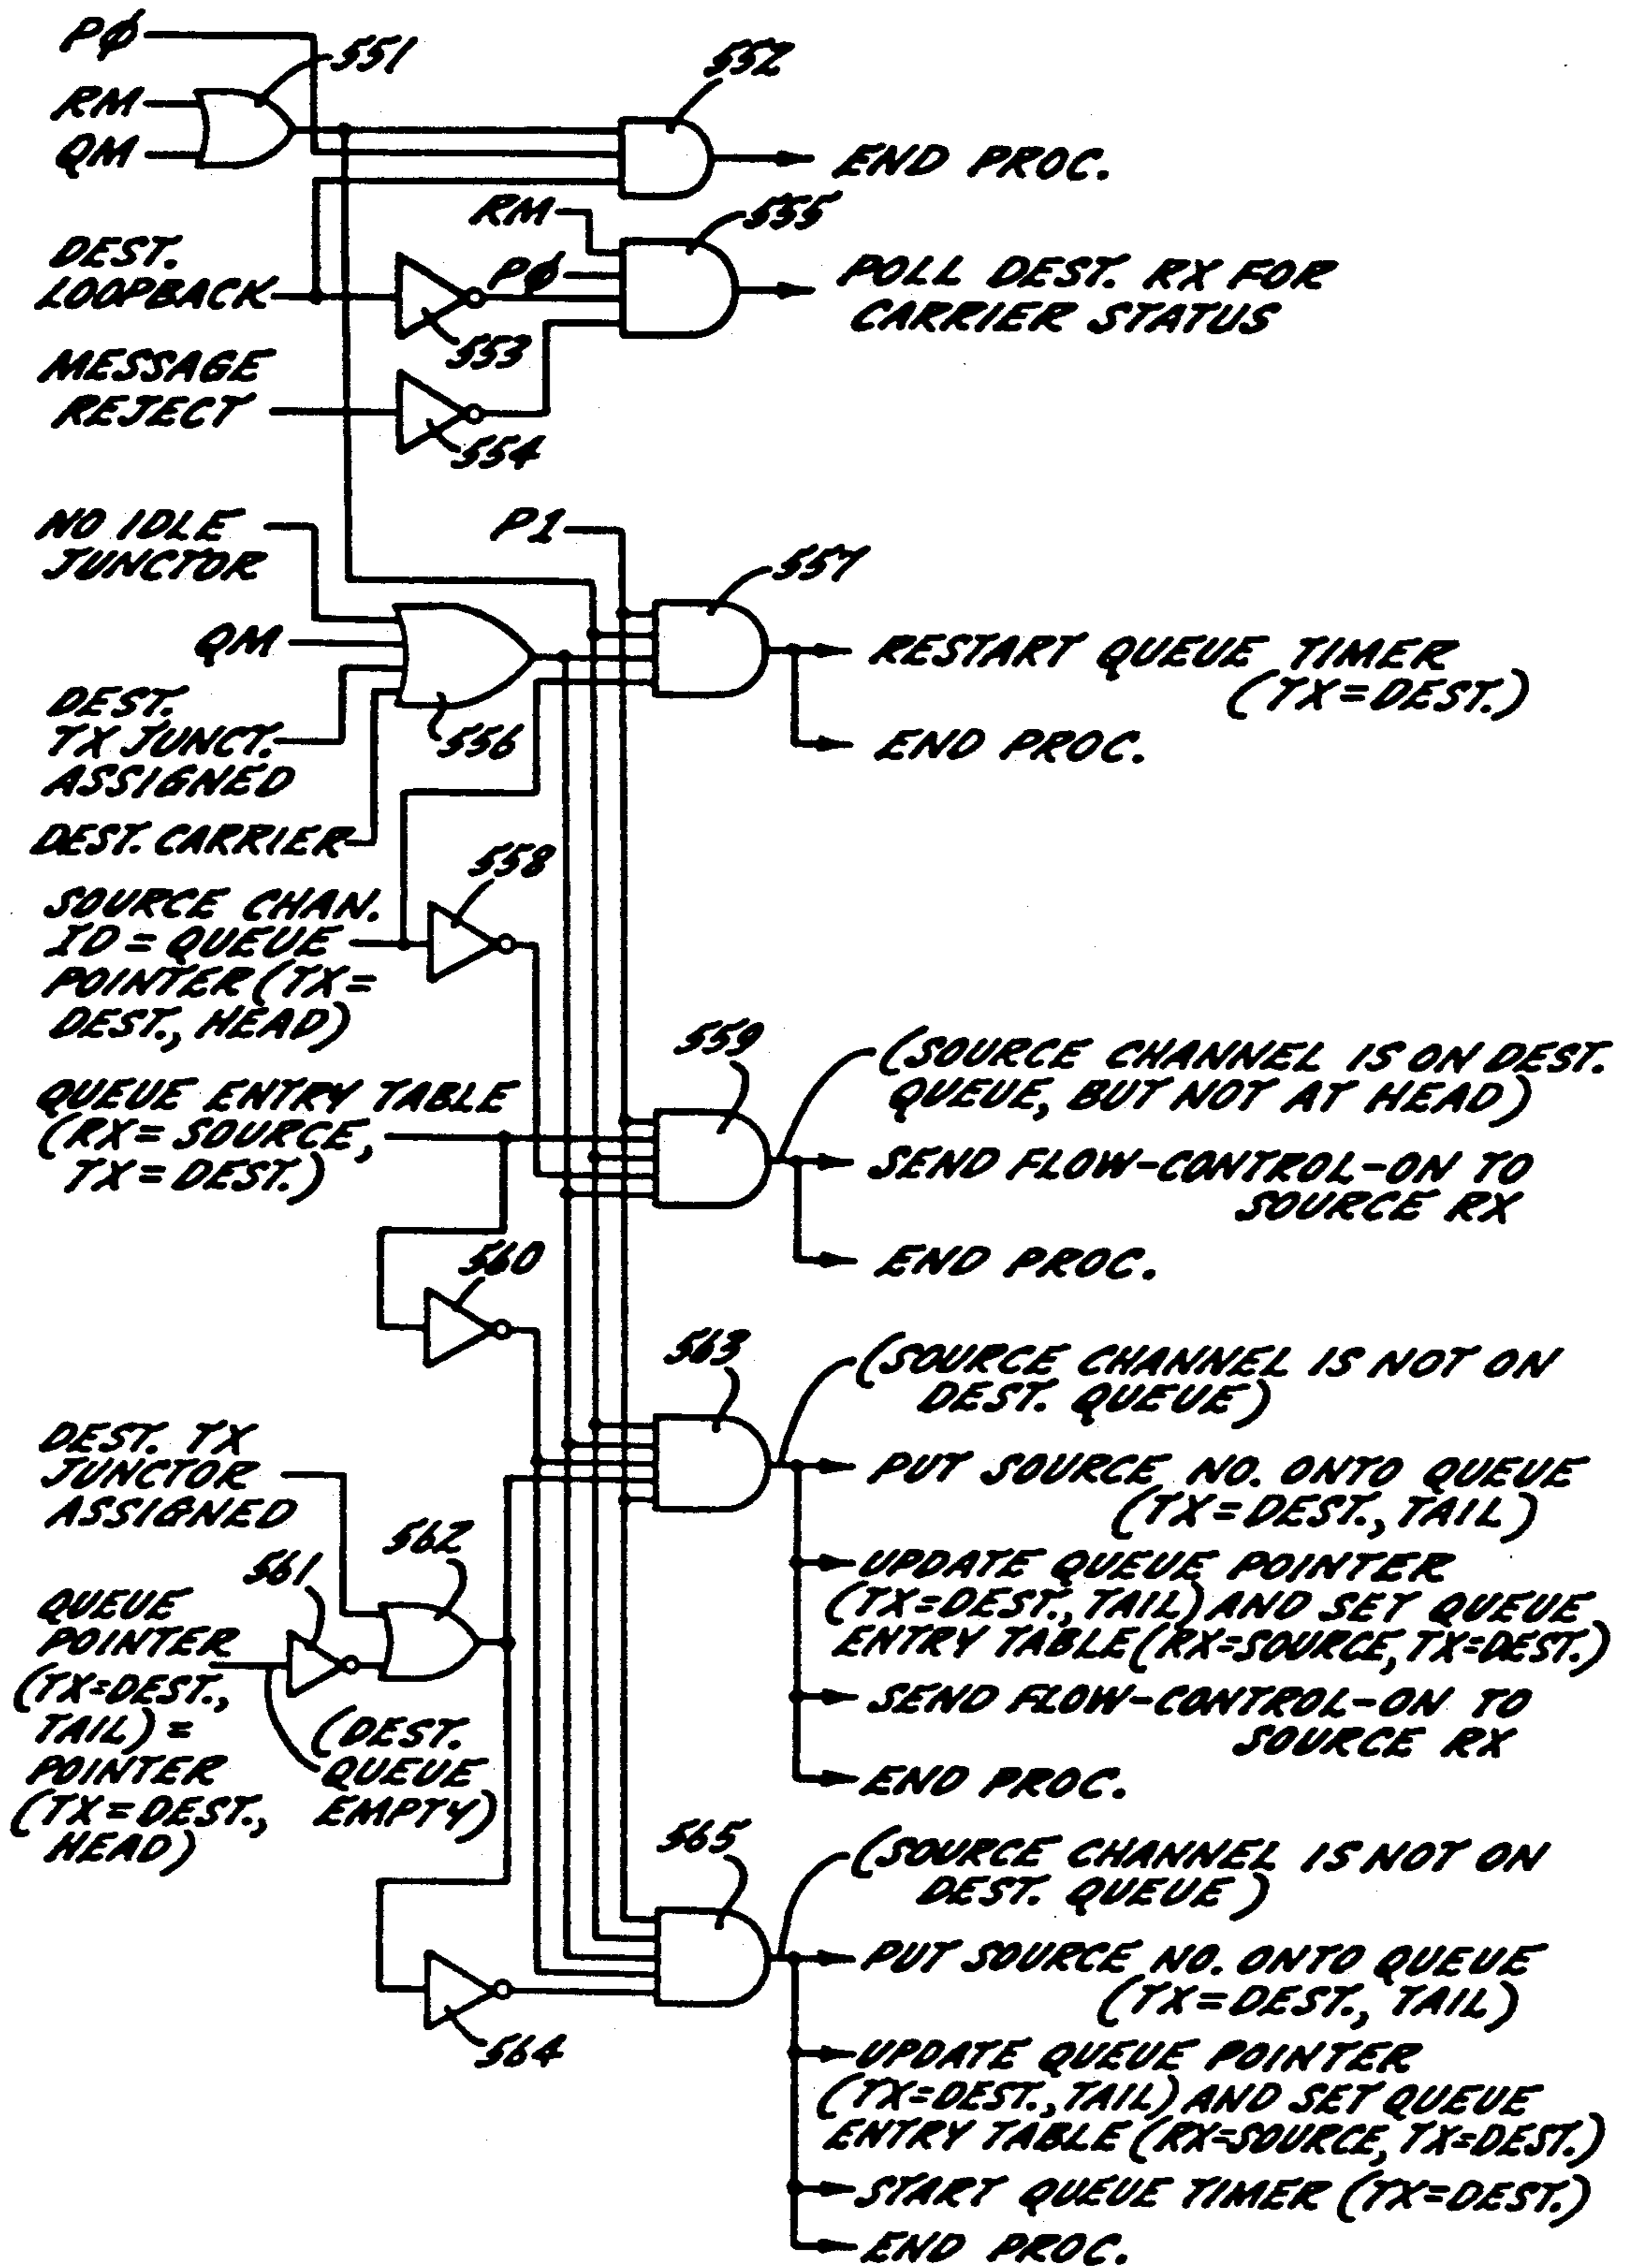 PØ
551
552
RM
QM
END PROC.
RM
555
DEST.
LOOPBACK
PØ
POLL DEST. RX FOR
CARRIER STATUS
553
MESSAGE
REJECT
554
NO IDLE
JUNCTOR
P1
557
QM
RESTART QUEUE TIMER
(TX=DEST.)
DEST.
TX JUNCT.
ASSIGNED
556
END PROC.
DEST. CARRIER
558
SOURCE CHAN.
ID = QUEUE
POINTER (TX=
DEST., HEAD)
559
(SOURCE CHANNEL IS ON DEST.
QUEUE, BUT NOT AT HEAD)
QUEUE ENTRY TABLE
(RX= SOURCE,
TX=DEST.)
SEND FLOW-CONTROL-ON TO
SOURCE RX
END PROC.
560
563
(SOURCE CHANNEL IS NOT ON
DEST. QUEUE)
DEST. TX
JUNCTOR
ASSIGNED
PUT SOURCE NO. ONTO QUEUE
(TX=DEST., TAIL)
562
561
UPDATE QUEUE POINTER
(TX=DEST., TAIL) AND SET QUEUE
ENTRY TABLE (RX=SOURCE, TX=DEST.)
QUEUE
POINTER
(TX=DEST.,
TAIL) =
POINTER
(TX=DEST.,
HEAD)
(DEST.
QUEUE
EMPTY)
SEND FLOW-CONTROL-ON TO
SOURCE RX
END PROC.
565
(SOURCE CHANNEL IS NOT ON
DEST. QUEUE)
PUT SOURCE NO. ONTO QUEUE
(TX=DEST., TAIL)
564
UPDATE QUEUE POINTER
(TX=DEST., TAIL) AND SET QUEUE
ENTRY TABLE (RX=SOURCE, TX=DEST.)
START QUEUE TIMER (TX=DEST.)
END PROC.